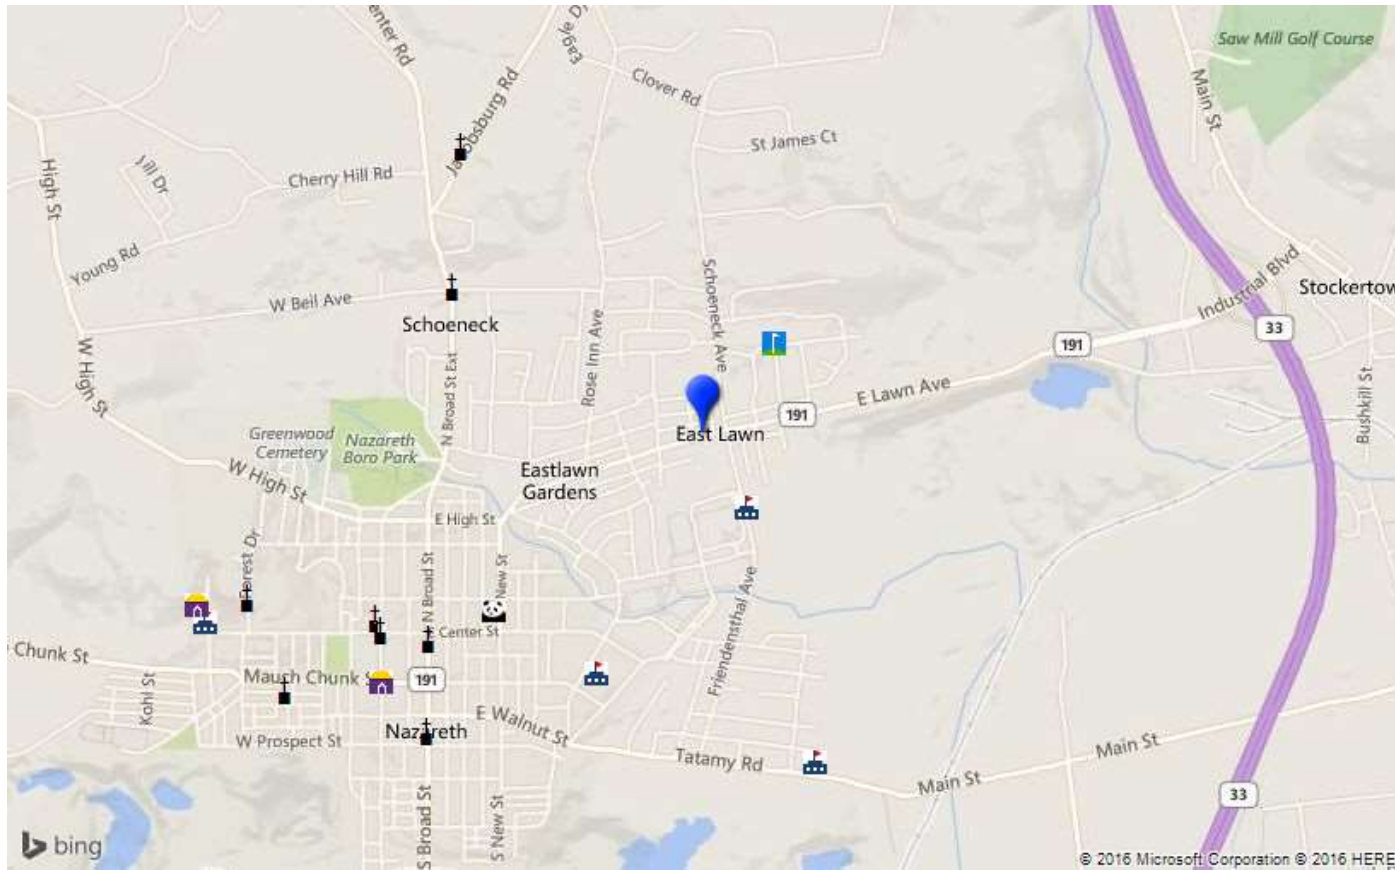 enter Rd
Eagle Dr
Saw Mill Golf Course
Clover Rd
Main St
Jacobsburg Rd
St James Ct
High St
Jill Dr
Cherry Hill Rd
Young Rd
Schoeneck Ave
Industrial Blvd
Stockertow
W Beil Ave
Schoeneck
33
191
W High St
Rose Inn Ave
N Broad St Ext
E Lawn Ave
191
Bushkill St
East Lawn
Greenwood
Cemetery
Nazareth
Boro Park
Eastlawn
Gardens
W High St
E High St
Forest Dr
N Broad St
New St
Friendensthal Ave
E Center St
Chunk St
Mauch Chunk S
191
Kohl St
Nazareth
E Walnut St
W Prospect St
Tatamy Rd
Main St
Main St
33
S Broad St
S New St
bing
© 2016 Microsoft Corporation © 2016 HERE